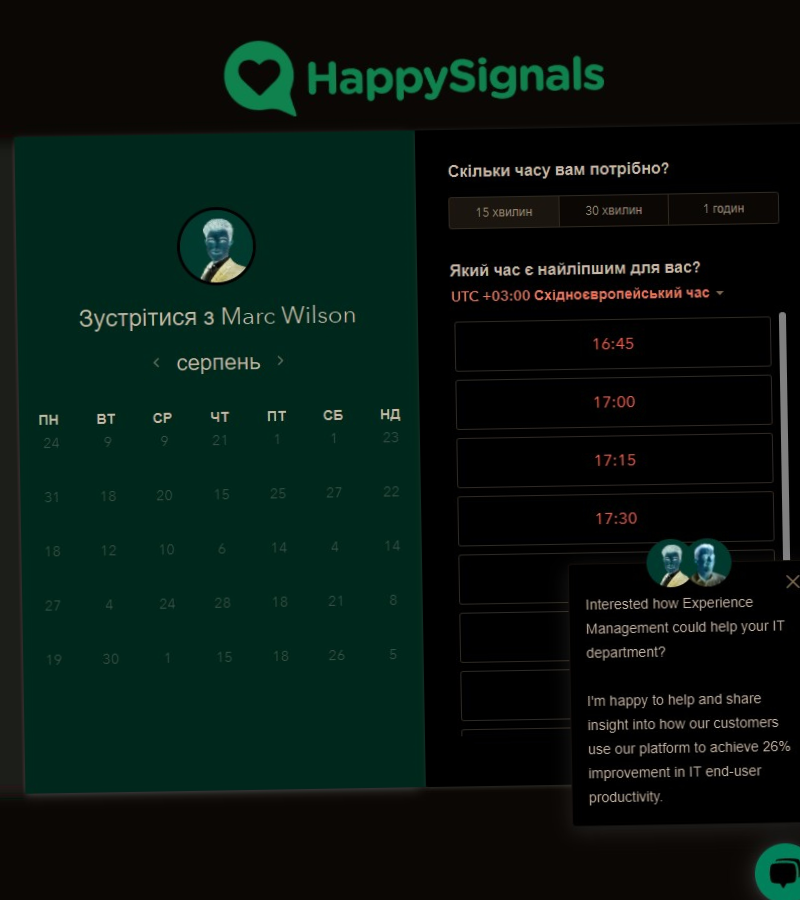 HappySignals
Зустрітися з Marc Wilson
серпень
ПН ВТ СР ЧТ ПТ СБ НД
24 9 9 21 1 1 23
31 18 20 15 25 27 22
18 12 10 6 14 4 14
27 4 24 28 18 21 8
19 30 1 15 18 26 5
Скільки часу вам потрібно?
15 хвилин 30 хвилин 1 годин
Який час є найліпшим для вас?
UTC +03:00 Східноєвропейський час
16:45
17:00
17:15
17:30
Interested how Experience
Management could help your IT
department?
I'm happy to help and share
insight into how our customers
use our platform to achieve 26%
improvement in IT end-user
productivity.